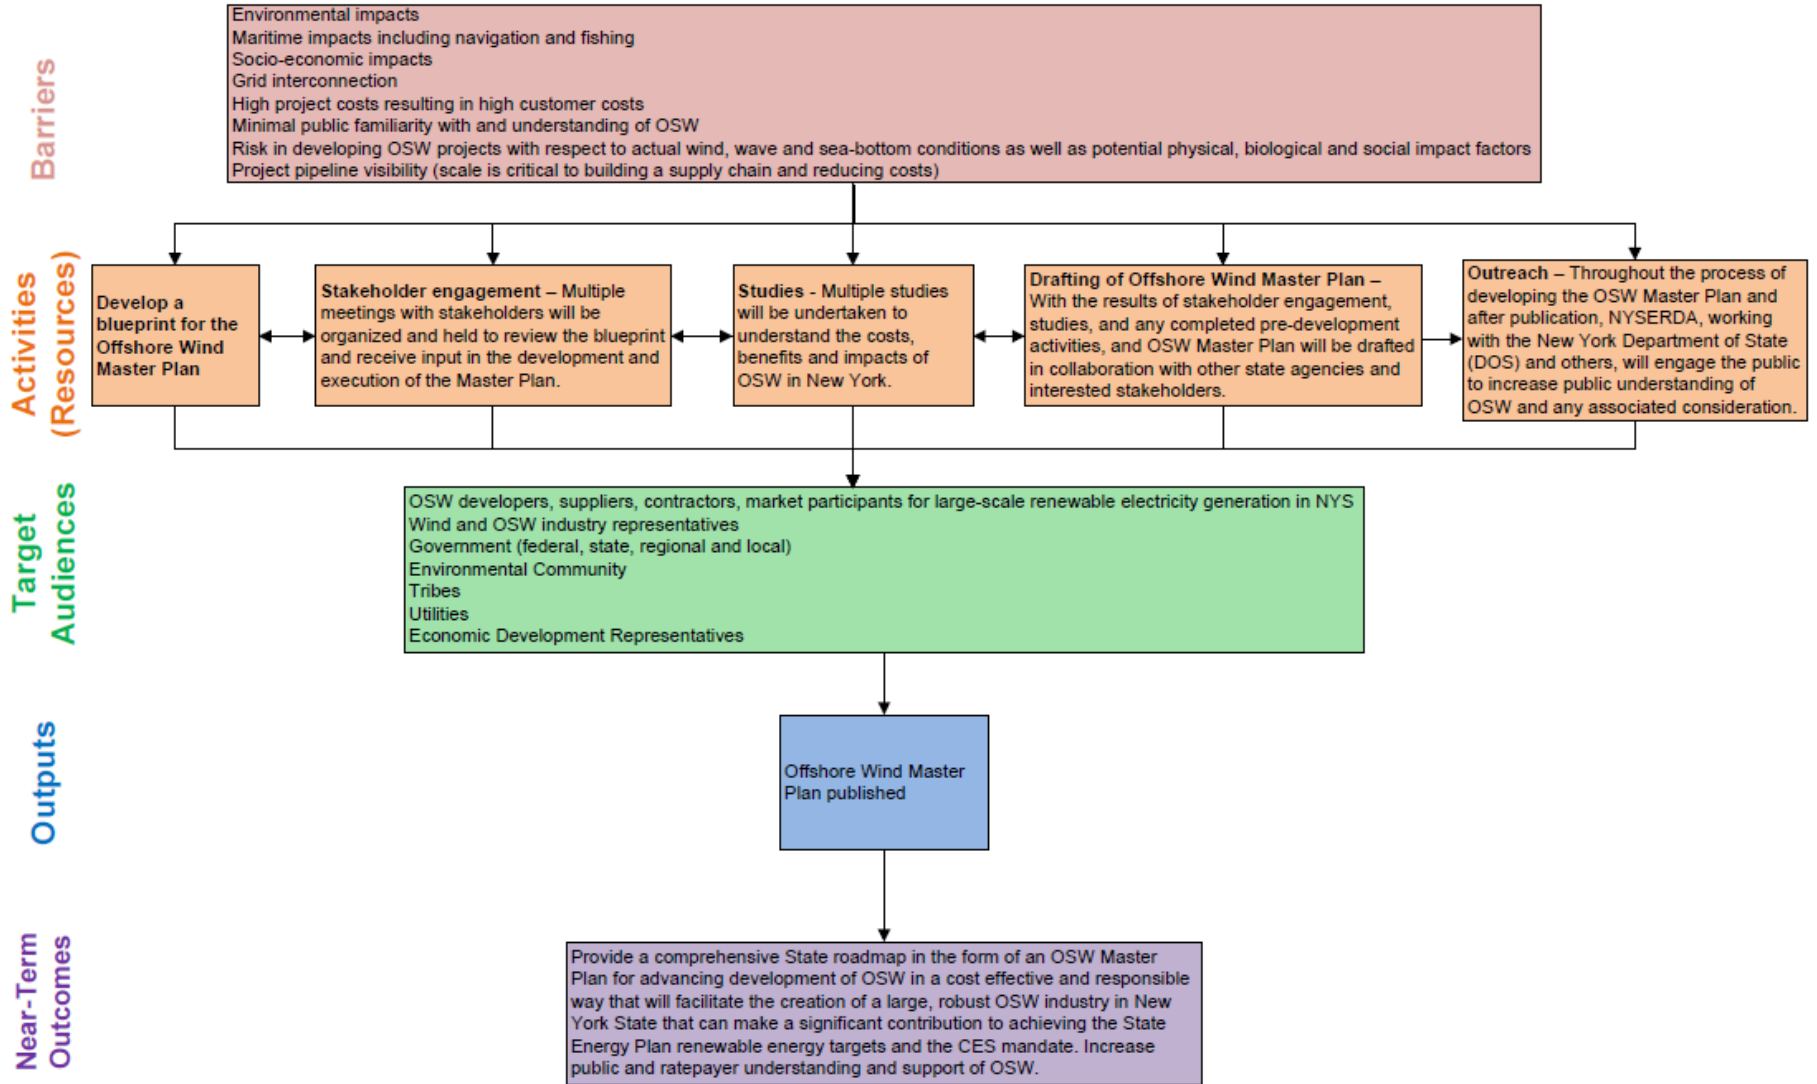 Barriers
Environmental impacts
Maritime impacts including navigation and fishing
Socio-economic impacts
Grid interconnection
High project costs resulting in high customer costs
Minimal public familiarity with and understanding of OSW
Risk in developing OSW projects with respect to actual wind, wave and sea-bottom conditions as well as potential physical, biological and social impact factors
Project pipeline visibility (scale is critical to building a supply chain and reducing costs)
Activities
(Resources)
Develop a
blueprint for the
Offshore Wind
Master Plan
Stakeholder engagement – Multiple
meetings with stakeholders will be
organized and held to review the blueprint
and receive input in the development and
execution of the Master Plan.
Studies - Multiple studies
will be undertaken to
understand the costs,
benefits and impacts of
OSW in New York.
Drafting of Offshore Wind Master Plan –
With the results of stakeholder engagement,
studies, and any completed pre-development
activities, and OSW Master Plan will be drafted
in collaboration with other state agencies and
interested stakeholders.
Outreach – Throughout the process of
developing the OSW Master Plan and
after publication, NYSERDA, working
with the New York Department of State
(DOS) and others, will engage the public
to increase public understanding of
OSW and any associated consideration.
Target
Audiences
OSW developers, suppliers, contractors, market participants for large-scale renewable electricity generation in NYS
Wind and OSW industry representatives
Government (federal, state, regional and local)
Environmental Community
Tribes
Utilities
Economic Development Representatives
Outputs
Offshore Wind Master
Plan published
Near-Term
Outcomes
Provide a comprehensive State roadmap in the form of an OSW Master
Plan for advancing development of OSW in a cost effective and responsible
way that will facilitate the creation of a large, robust OSW industry in New
York State that can make a significant contribution to achieving the State
Energy Plan renewable energy targets and the CES mandate. Increase
public and ratepayer understanding and support of OSW.